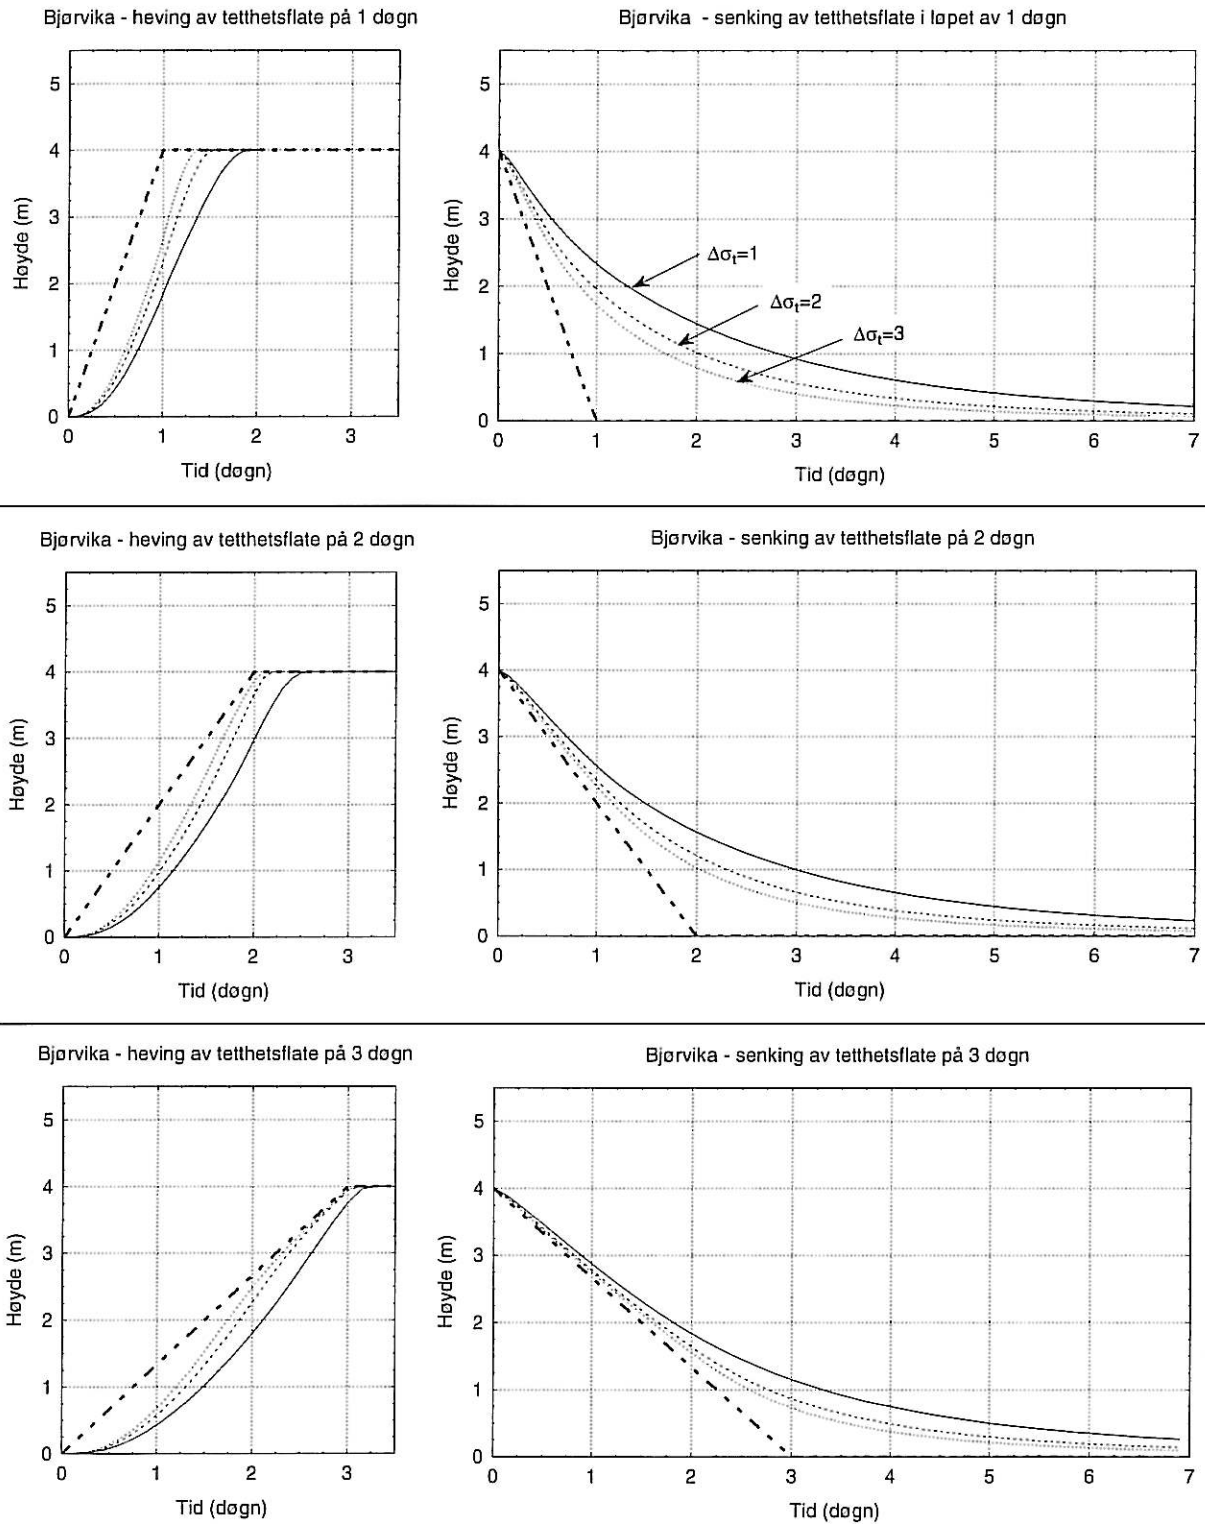 Bjørvika - heving av tetthetsflate på 1 døgn
Høyde (m)
5
4
3
2
1
0
0 1 2 3
Tid (døgn)
Bjørvika - senking av tetthetsflate i løpet av 1 døgn
Høyde (m)
5
4
3
2
1
0
Δσt=1
Δσt=2
Δσt=3
0 1 2 3 4 5 6 7
Tid (døgn)
Bjørvika - heving av tetthetsflate på 2 døgn
Høyde (m)
5
4
3
2
1
0
0 1 2 3
Tid (døgn)
Bjørvika - senking av tetthetsflate på 2 døgn
Høyde (m)
5
4
3
2
1
0
0 1 2 3 4 5 6 7
Tid (døgn)
Bjørvika - heving av tetthetsflate på 3 døgn
Høyde (m)
5
4
3
2
1
0
0 1 2 3
Tid (døgn)
Bjørvika - senking av tetthetsflate på 3 døgn
Høyde (m)
5
4
3
2
1
0
0 1 2 3 4 5 6 7
Tid (døgn)